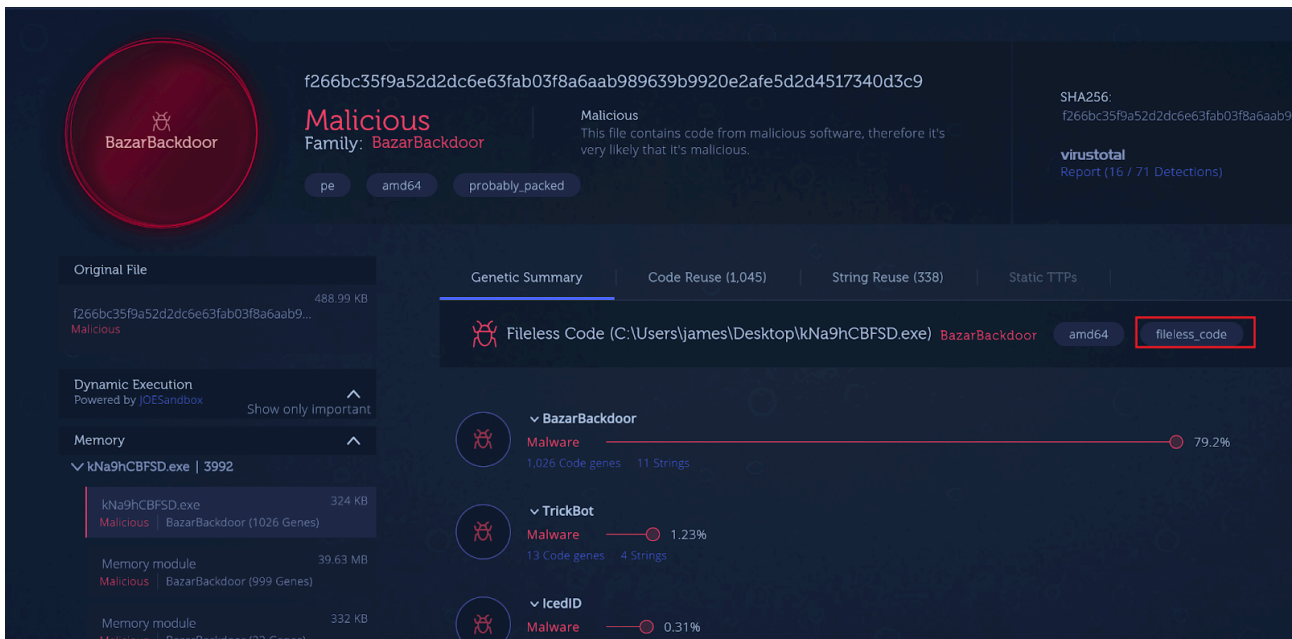 BazarBackdoor
f266bc35f9a52d2dc6e63fab03f8a6aab989639b9920e2afe5d2d4517340d3c9
Malicious
Family: BazarBackdoor
pe amd64 probably_packed
Malicious
This file contains code from malicious software, therefore it's
very likely that it's malicious.
SHA256:
f266bc35f9a52d2dc6e63fab03f8a6aab9
virustotal
Report (16 / 71 Detections)
Original File
488.99 KB
f266bc35f9a52d2dc6e63fab03f8a6aab9...
Malicious
Dynamic Execution
Powered by JOESandbox
Show only important
Memory
kNa9hCBFSD.exe | 3992
kNa9hCBFSD.exe 324 KB
Malicious | BazarBackdoor (1026 Genes)
Memory module 39.63 MB
Malicious | BazarBackdoor (999 Genes)
Memory module 332 KB
Genetic Summary Code Reuse (1,045) String Reuse (338) Static TTPs
Fileless Code (C:\Users\james\Desktop\kNa9hCBFSD.exe) BazarBackdoor amd64 fileless_code
BazarBackdoor
Malware 79.2%
1,026 Code genes 11 Strings
TrickBot
Malware 1.23%
13 Code genes 4 Strings
IcedID
Malware 0.31%